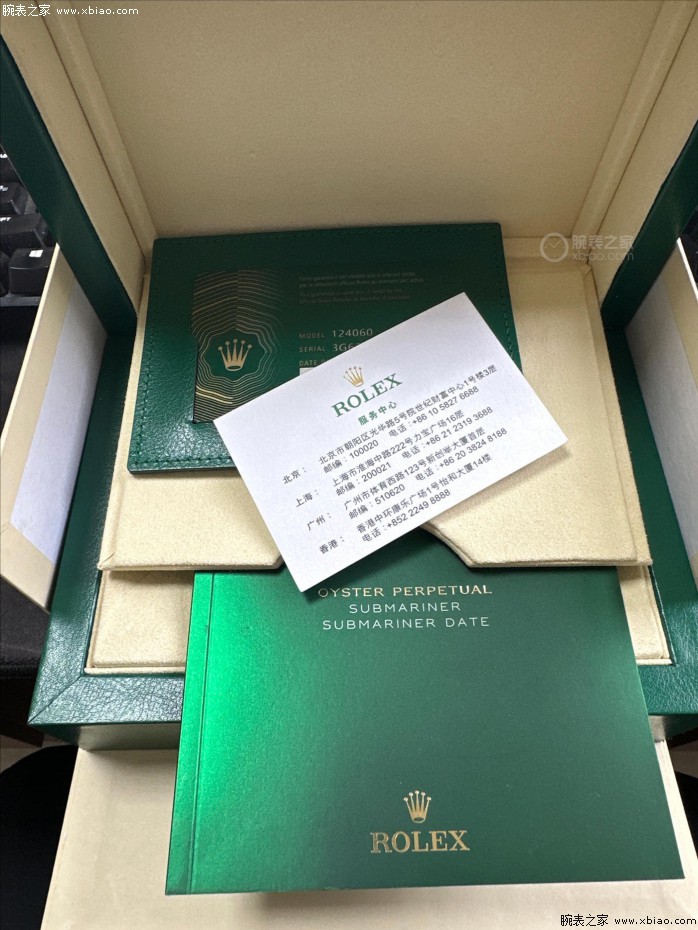 腕表之家 www.xbiao.com
腕表之家
WWW.XBIAO.COM
MODEL 124060
SERIAL 3G6
DATE
ROLEX
服务中心
北京： 北京市朝阳区光华路5号院世纪财富中心1号楼3层
邮编：100020 电话：+86 10 5827 6688
上海： 上海市淮海中路222号力宝广场16层
邮编：200021 电话：+86 21 2319 3688
广州： 广州市体育西路123号新创举大厦首层
邮编：510620 电话：+86 20 3824 8188
香港： 香港中环康乐广场1号怡和大厦14楼
电话：+852 2249 8888
OYSTER PERPETUAL
SUBMARINER
SUBMARINER DATE
ROLEX
腕表之家 www.xbiao.com